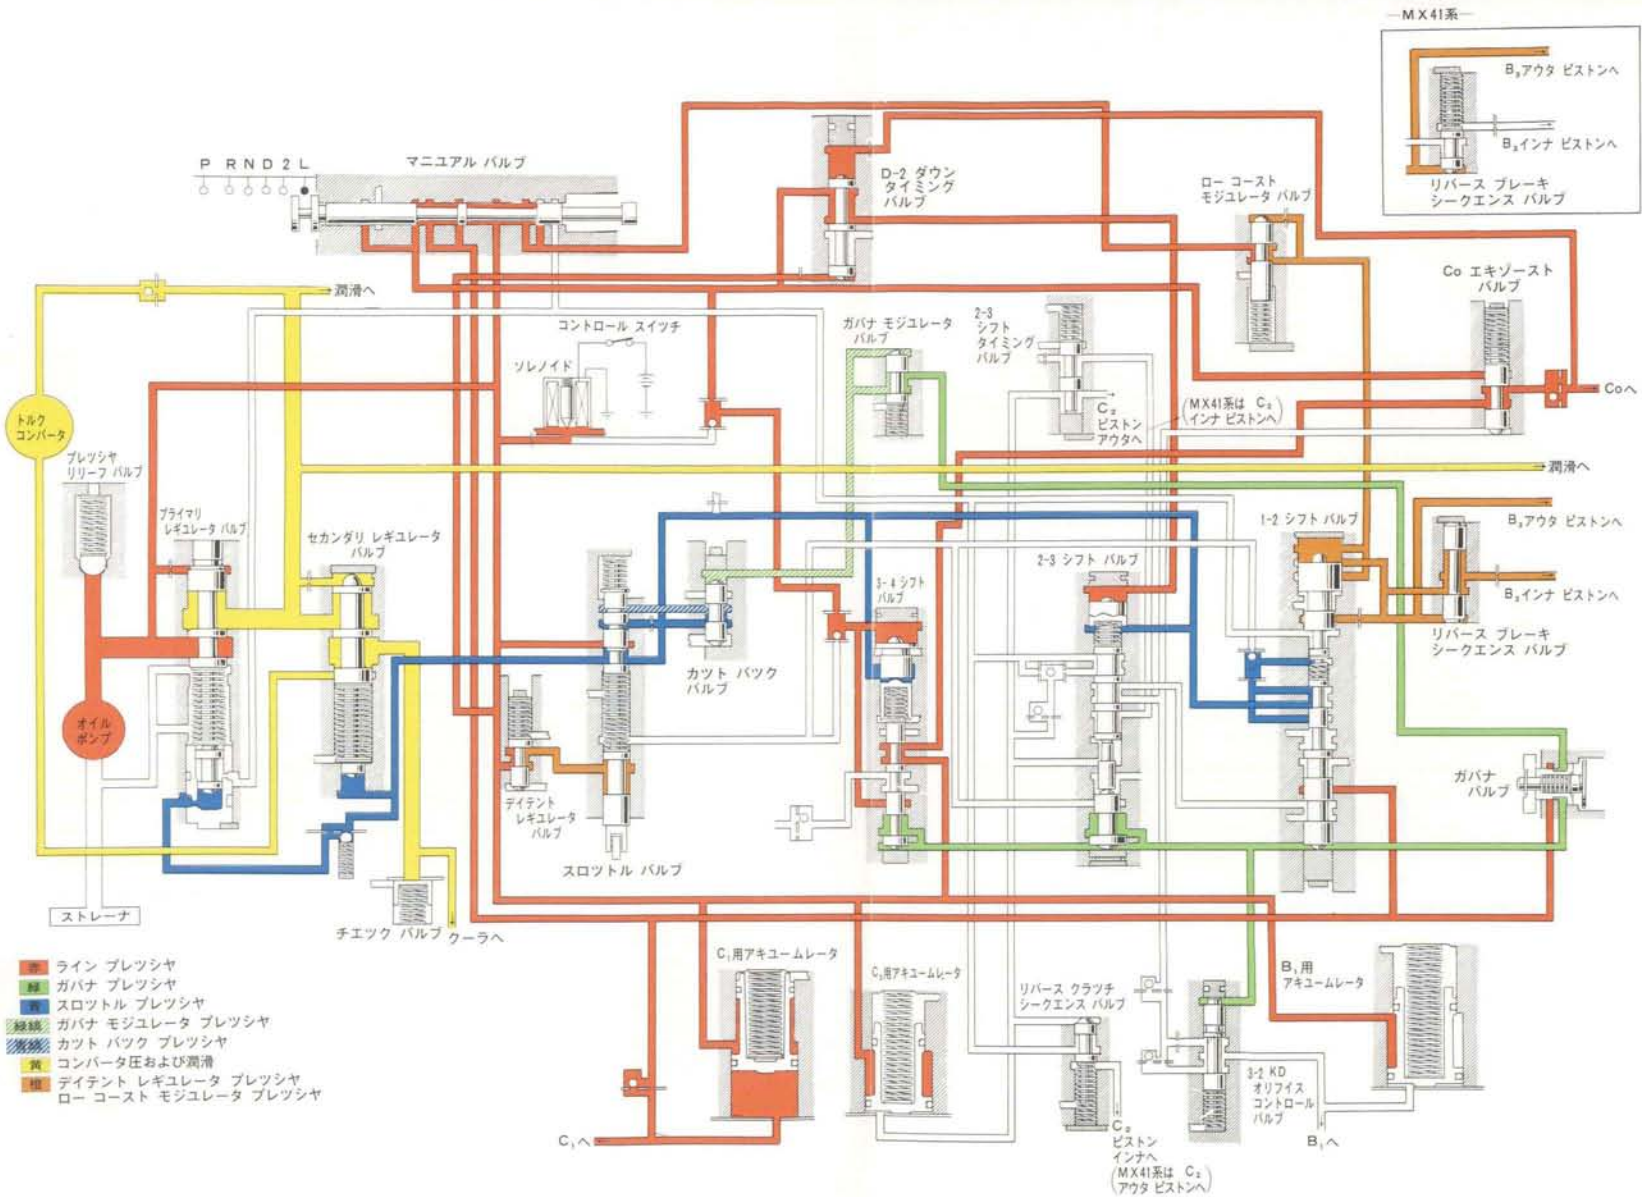 —MX41系—
B₃アウタ ピストンへ
B₃インナ ピストンへ
リバース ブレーキ
シークエンス バルブ
P R N D 2 L
マニユアル バルブ
D-2 ダウン
タイミング
バルブ
ロー コースト
モジユレータ バルブ
Co エキゾースト
バルブ
潤滑へ
コントロール スイツチ
ソレノイド
ガバナ モジユレータ
バルブ
2-3
シフト
タイミング
バルブ
C₂
ピストン
アウタへ
(MX41系は C₂
インナ ピストンへ)
Coへ
潤滑へ
トルク
コンバータ
プレツシヤ
リリーフ バルブ
プライマリ
レギユレータ バルブ
セカンダリ レギユレータ
バルブ
1-2 シフト バルブ
B₃アウタ ピストンへ
2-3 シフト バルブ
3-4 シフト
バルブ
B₃インナ ピストンへ
リバース ブレーキ
シークエンス バルブ
カツト バツク
バルブ
オイル
ポンプ
デイテント
レギユレータ
バルブ
スロツトル バルブ
ガバナ
バルブ
ストレーナ
チエツク バルブ
クーラへ
赤 ライン プレツシヤ
緑 ガバナ プレツシヤ
青 スロツトル プレツシヤ
緑縞 ガバナ モジユレータ プレツシヤ
青縞 カツト バツク プレツシヤ
黄 コンバータ圧および潤滑
橙 デイテント レギユレータ プレツシヤ
ロー コースト モジユレータ プレツシヤ
C₁用アキユームレータ
C₂用アキユームレータ
リバース クラツチ
シークエンス バルブ
B₁用
アキユームレータ
3-2 KD
オリフイス
コントロール
バルブ
C₁へ
C₂
ピストン
インナへ
(MX41系は C₂
アウタ ピストンへ)
B₁へ